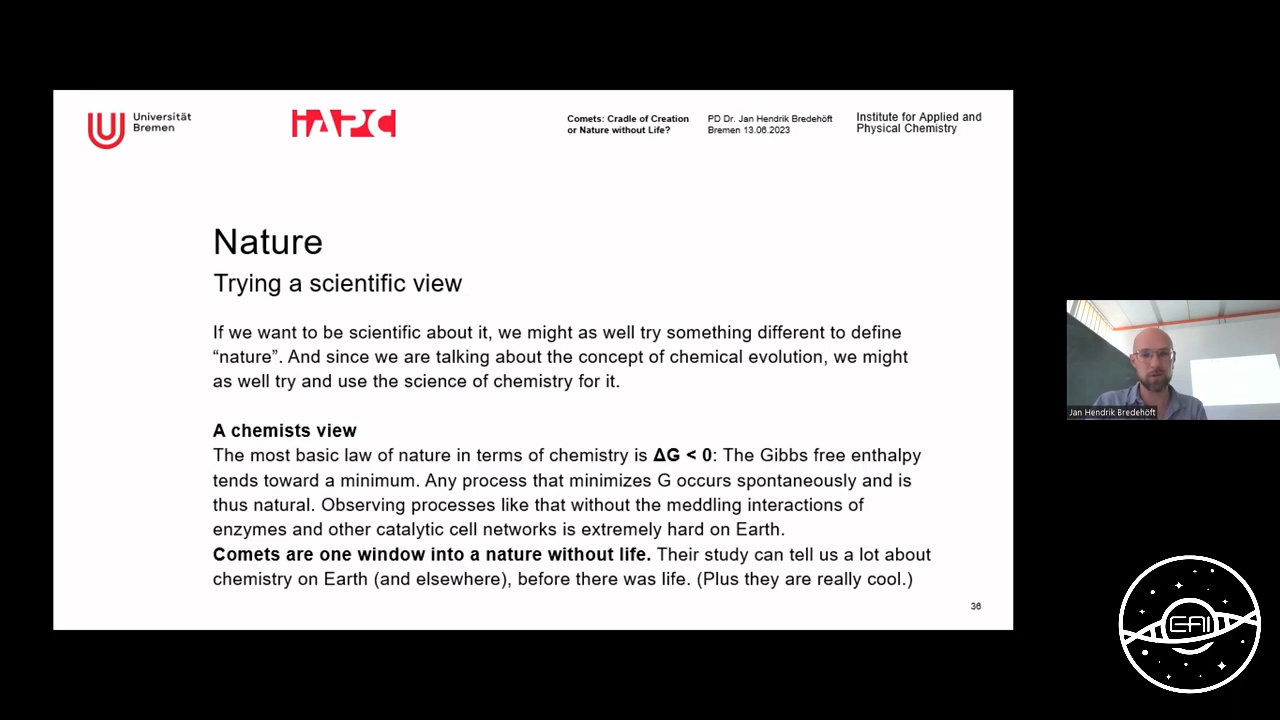 Universität
Bremen
iAPC
Comets: Cradle of Creation
or Nature without Life?
PD Dr. Jan Hendrik Bredehöft
Bremen 13.06.2023
Institute for Applied and
Physical Chemistry
Nature
Trying a scientific view
If we want to be scientific about it, we might as well try something different to define
“nature”. And since we are talking about the concept of chemical evolution, we might
as well try and use the science of chemistry for it.
A chemists view
The most basic law of nature in terms of chemistry is ΔG < 0: The Gibbs free enthalpy
tends toward a minimum. Any process that minimizes G occurs spontaneously and is
thus natural. Observing processes like that without the meddling interactions of
enzymes and other catalytic cell networks is extremely hard on Earth.
Comets are one window into a nature without life. Their study can tell us a lot about
chemistry on Earth (and elsewhere), before there was life. (Plus they are really cool.)
36
Jan Hendrik Bredehöft
EAI